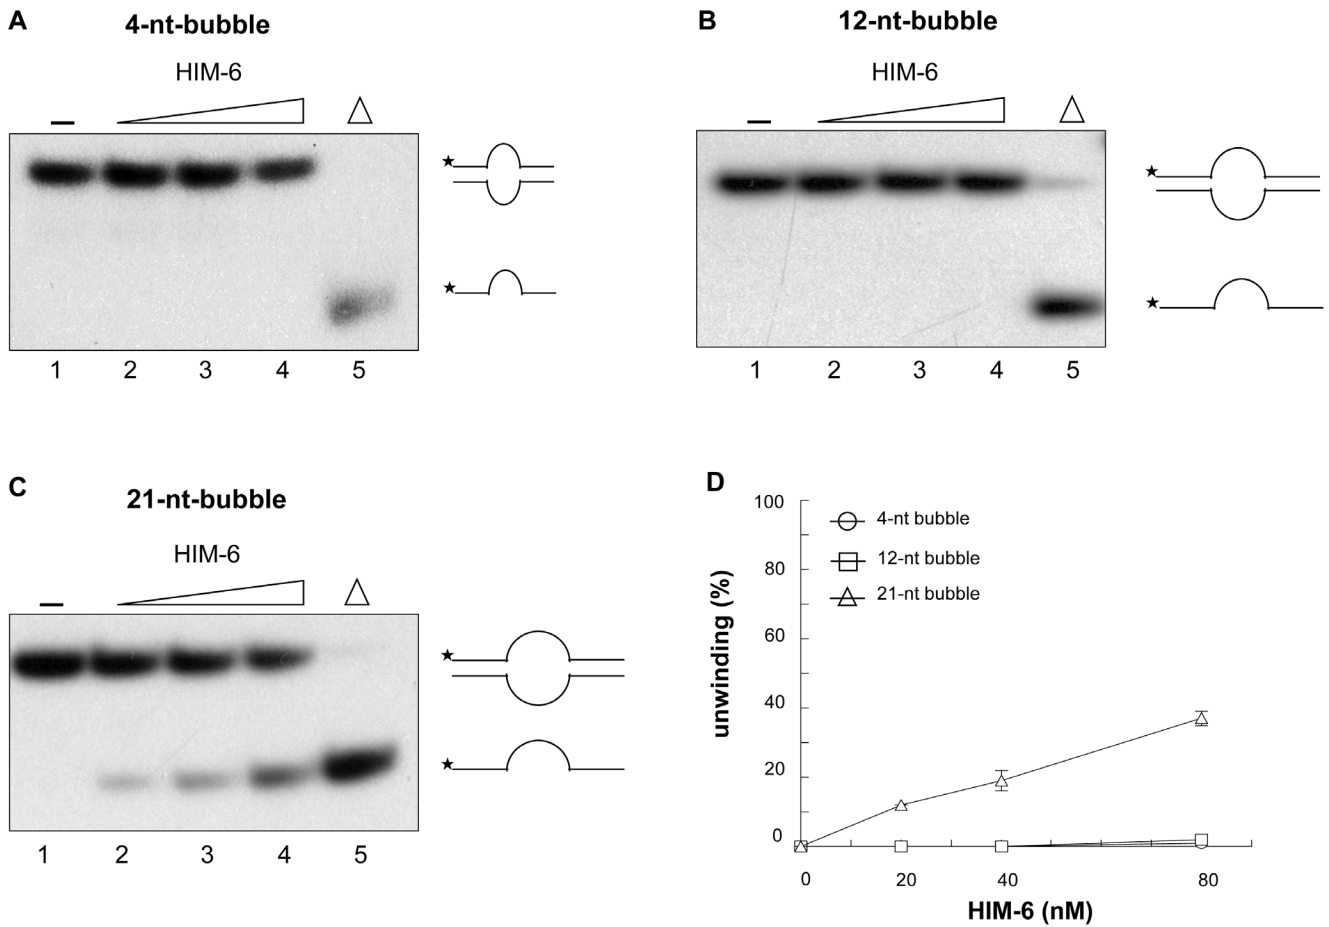 A
4-nt-bubble
HIM-6
1 2 3 4 5
B
12-nt-bubble
HIM-6
1 2 3 4 5
C
21-nt-bubble
HIM-6
1 2 3 4 5
D
4-nt bubble
12-nt bubble
21-nt bubble
unwinding (%)
100
80
60
40
20
0
0 20 40 80
HIM-6 (nM)